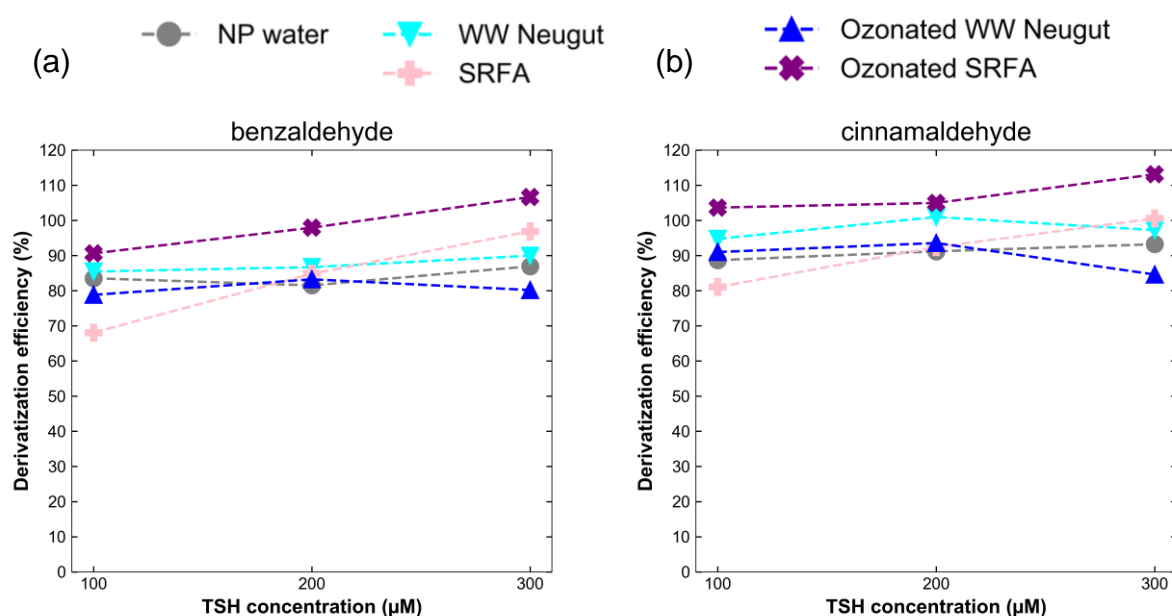 (a)
NP water
WW Neugut
SRFA
(b)
Ozonated WW Neugut
Ozonated SRFA
benzaldehyde
120
110
100
90
80
70
60
50
40
30
20
10
0
Derivatization efficiency (%)
100
200
300
TSH concentration (µM)
cinnamaldehyde
120
110
100
90
80
70
60
50
40
30
20
10
0
Derivatization efficiency (%)
100
200
300
TSH concentration (µM)